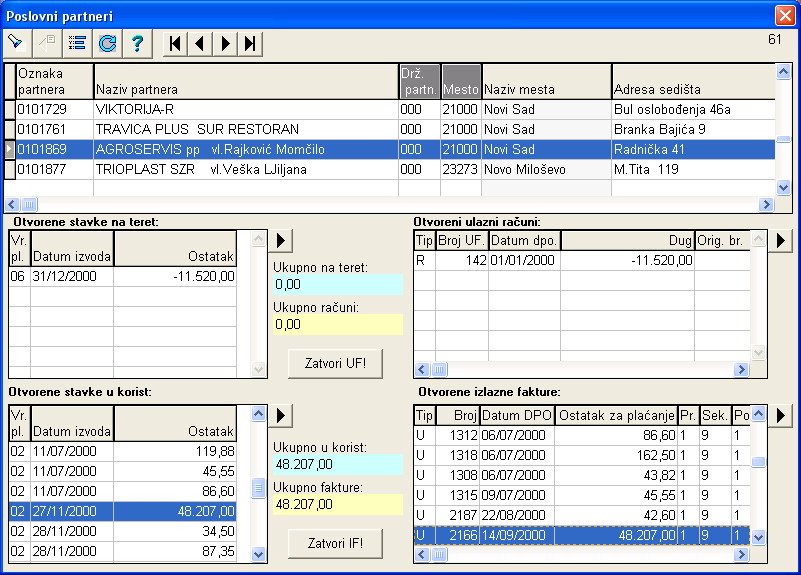 Poslovni partneri
61
Oznaka partnera Naziv partnera Drž. partn. Mesto Naziv mesta Adresa sedišta
0101729 VIKTORIJA-R 000 21000 Novi Sad Bul oslobođenja 46a
0101761 TRAVICA PLUS SUR RESTORAN 000 21000 Novi Sad Branka Bajića 9
0101869 AGROSERVIS pp vl.Rajković Momčilo 000 21000 Novi Sad Radnička 41
0101877 TRIOPLAST SZR vl.Veška LJiljana 000 23273 Novo Miloševo M.Tita 119
Otvorene stavke na teret:
Vr. pl. Datum izvoda Ostatak
06 31/12/2000 -11.520,00
Ukupno na teret:
0,00
Ukupno računi:
0,00
Zatvori UF!
Otvoreni ulazni računi:
Tip Broj UF. Datum dpo. Dug Orig. br.
R 142 01/01/2000 -11.520,00
Otvorene stavke u korist:
Vr. pl. Datum izvoda Ostatak
02 11/07/2000 119,88
02 11/07/2000 45,55
02 11/07/2000 86,60
02 27/11/2000 48.207,00
02 28/11/2000 34,50
02 28/11/2000 87,35
Ukupno u korist:
48.207,00
Ukupno fakture:
48.207,00
Zatvori IF!
Otvorene izlazne fakture:
Tip Broj Datum DPO Ostatak za plaćanje Pr. Sek. Po
U 1312 06/07/2000 86,60 1 9 1
U 1318 06/07/2000 162,50 1 9 1
U 1308 06/07/2000 43,82 1 9 1
U 1315 09/07/2000 45,55 1 9 1
U 2187 22/08/2000 42,60 1 9 1
U 2166 14/09/2000 48.207,00 1 9 1